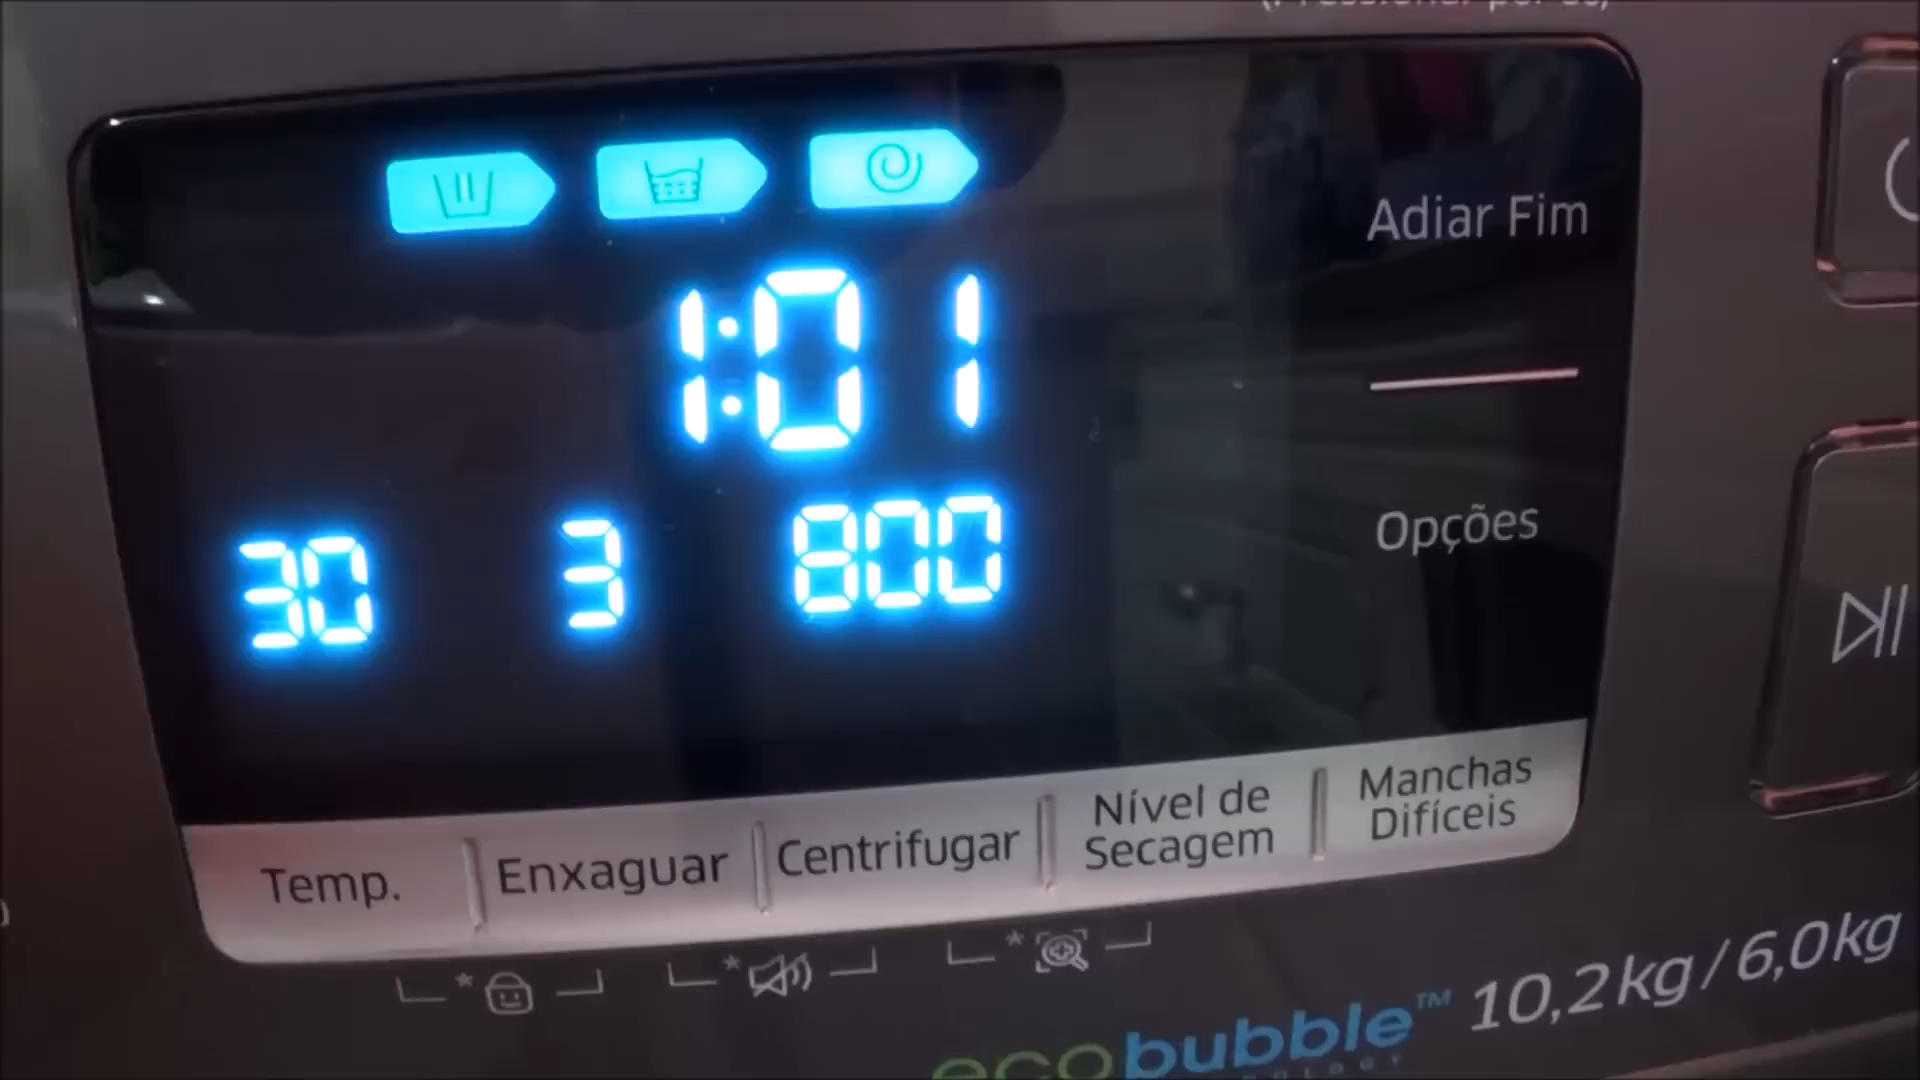 Adiar Fim
1:01
Opções
30 3 800
Temp. Enxaguar Centrifugar Nível de Secagem Manchas Difíceis
ecobubble™ 10,2kg/6,0kg